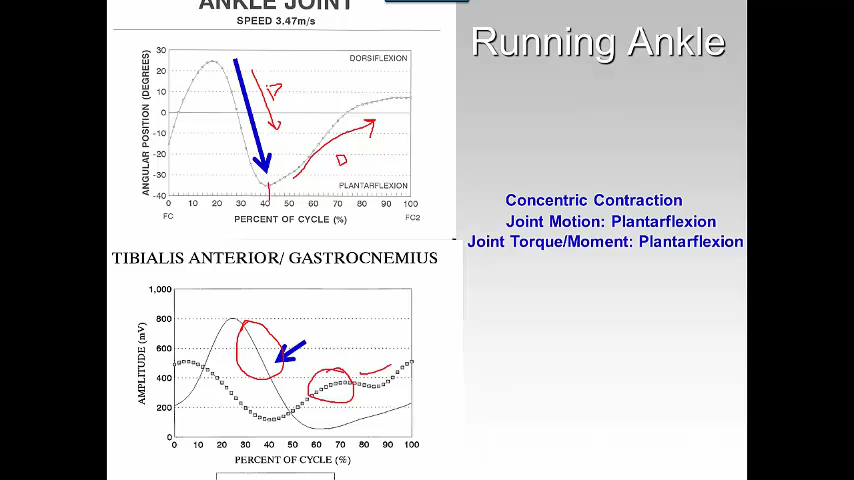 ANKLE JOINT
SPEED 3.47m/s
Running Ankle
ANGULAR POSITION (DEGREES)
30
20
10
0
-10
-20
-30
-40
DORSIFLEXION
PLANTARFLEXION
P
D
0 10 20 30 40 50 60 70 80 90 100
FC
PERCENT OF CYCLE (%)
FC2
Concentric Contraction
Joint Motion: Plantarflexion
Joint Torque/Moment: Plantarflexion
TIBIALIS ANTERIOR/ GASTROCNEMIUS
AMPLITUDE (mV)
1,000
800
600
400
200
0
0 10 20 30 40 50 60 70 80 90 100
PERCENT OF CYCLE (%)